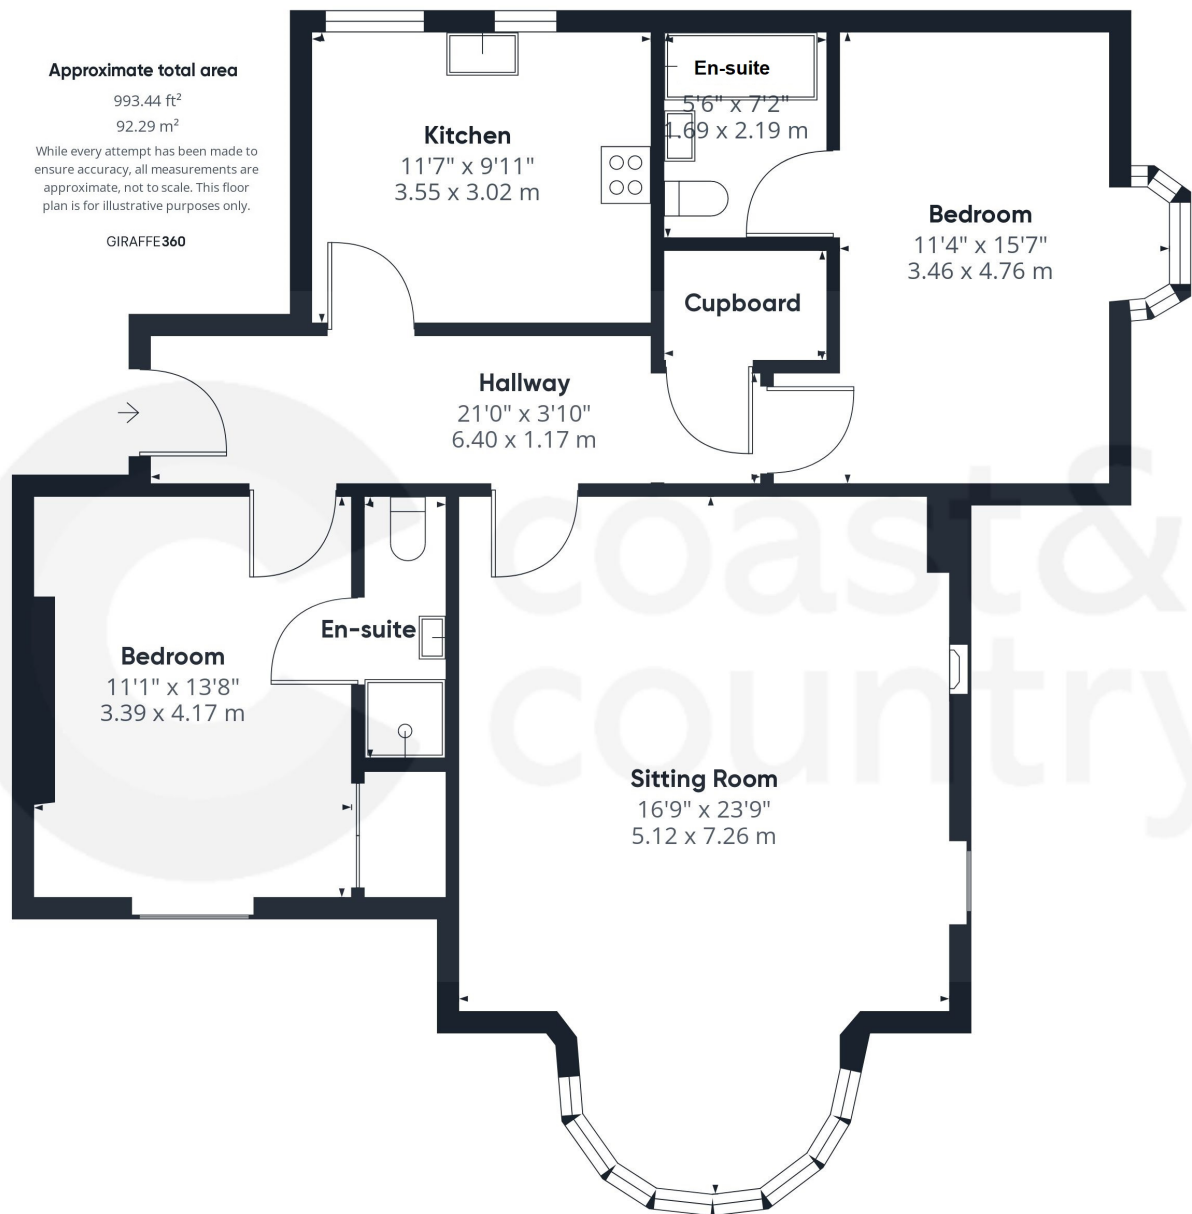 Approximate total area
993.44 ft²
92.29 m²
While every attempt has been made to
ensure accuracy, all measurements are
approximate, not to scale. This floor
plan is for illustrative purposes only.
GIRAFFE360
Kitchen
11'7" x 9'11"
3.55 x 3.02 m
En-suite
5'6" x 7'2"
1.69 x 2.19 m
Bedroom
11'4" x 15'7"
3.46 x 4.76 m
Cupboard
Hallway
21'0" x 3'10"
6.40 x 1.17 m
En-suite
Bedroom
11'1" x 13'8"
3.39 x 4.17 m
Sitting Room
16'9" x 23'9"
5.12 x 7.26 m
coast &
country